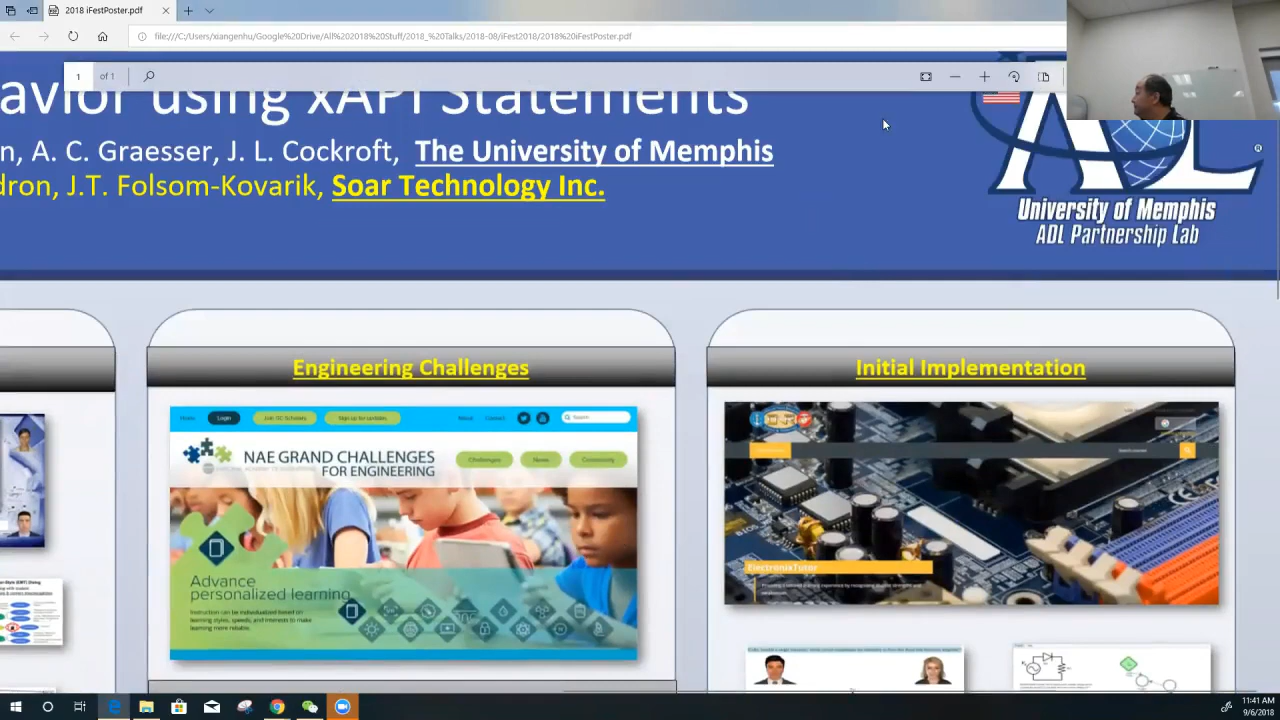 2018 iFestPoster.pdf
file:///C:/Users/xiangenhu/Google%20Drive/All%202018%20Stuff/2018_%20Talks/2018-08/iFest2018/2018%20iFestPoster.pdf
1 of 1
avior using xAPI Statements
n, A. C. Graesser, J. L. Cockroft, The University of Memphis
dron, J.T. Folsom-Kovarik, Soar Technology Inc.
ADL
®
University of Memphis
ADL Partnership Lab
Engineering Challenges
Initial Implementation
Home Login Join ISC Scholars Sign up for updates About Contact Search
NAE GRAND CHALLENGES
FOR ENGINEERING
Challenges News Community
Advance
personalized learning
Instruction can be individualized based on
learning styles, speeds, and interests to make
learning more reliable.
ElectronixTutor
11:41 AM
9/6/2018